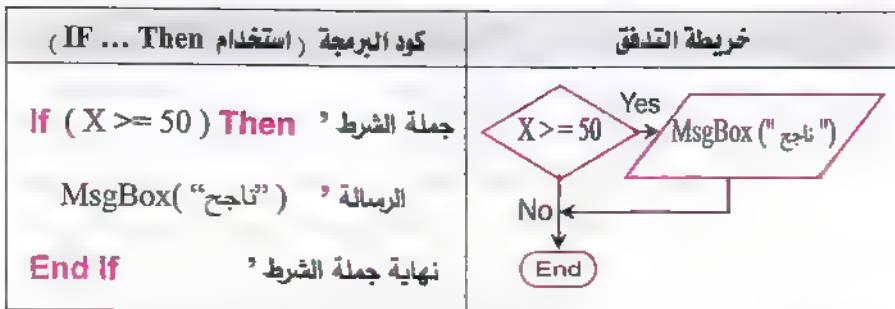 خريطة التدفق
كود البرمجة ( استخدام IF ... Then )
If ( X >= 50 ) Then ' جملة الشرط
MsgBox( "ناجح" ) ' الرسالة
End If ' نهاية جملة الشرط
X >= 50
Yes
MsgBox (" ناجح ")
No
End